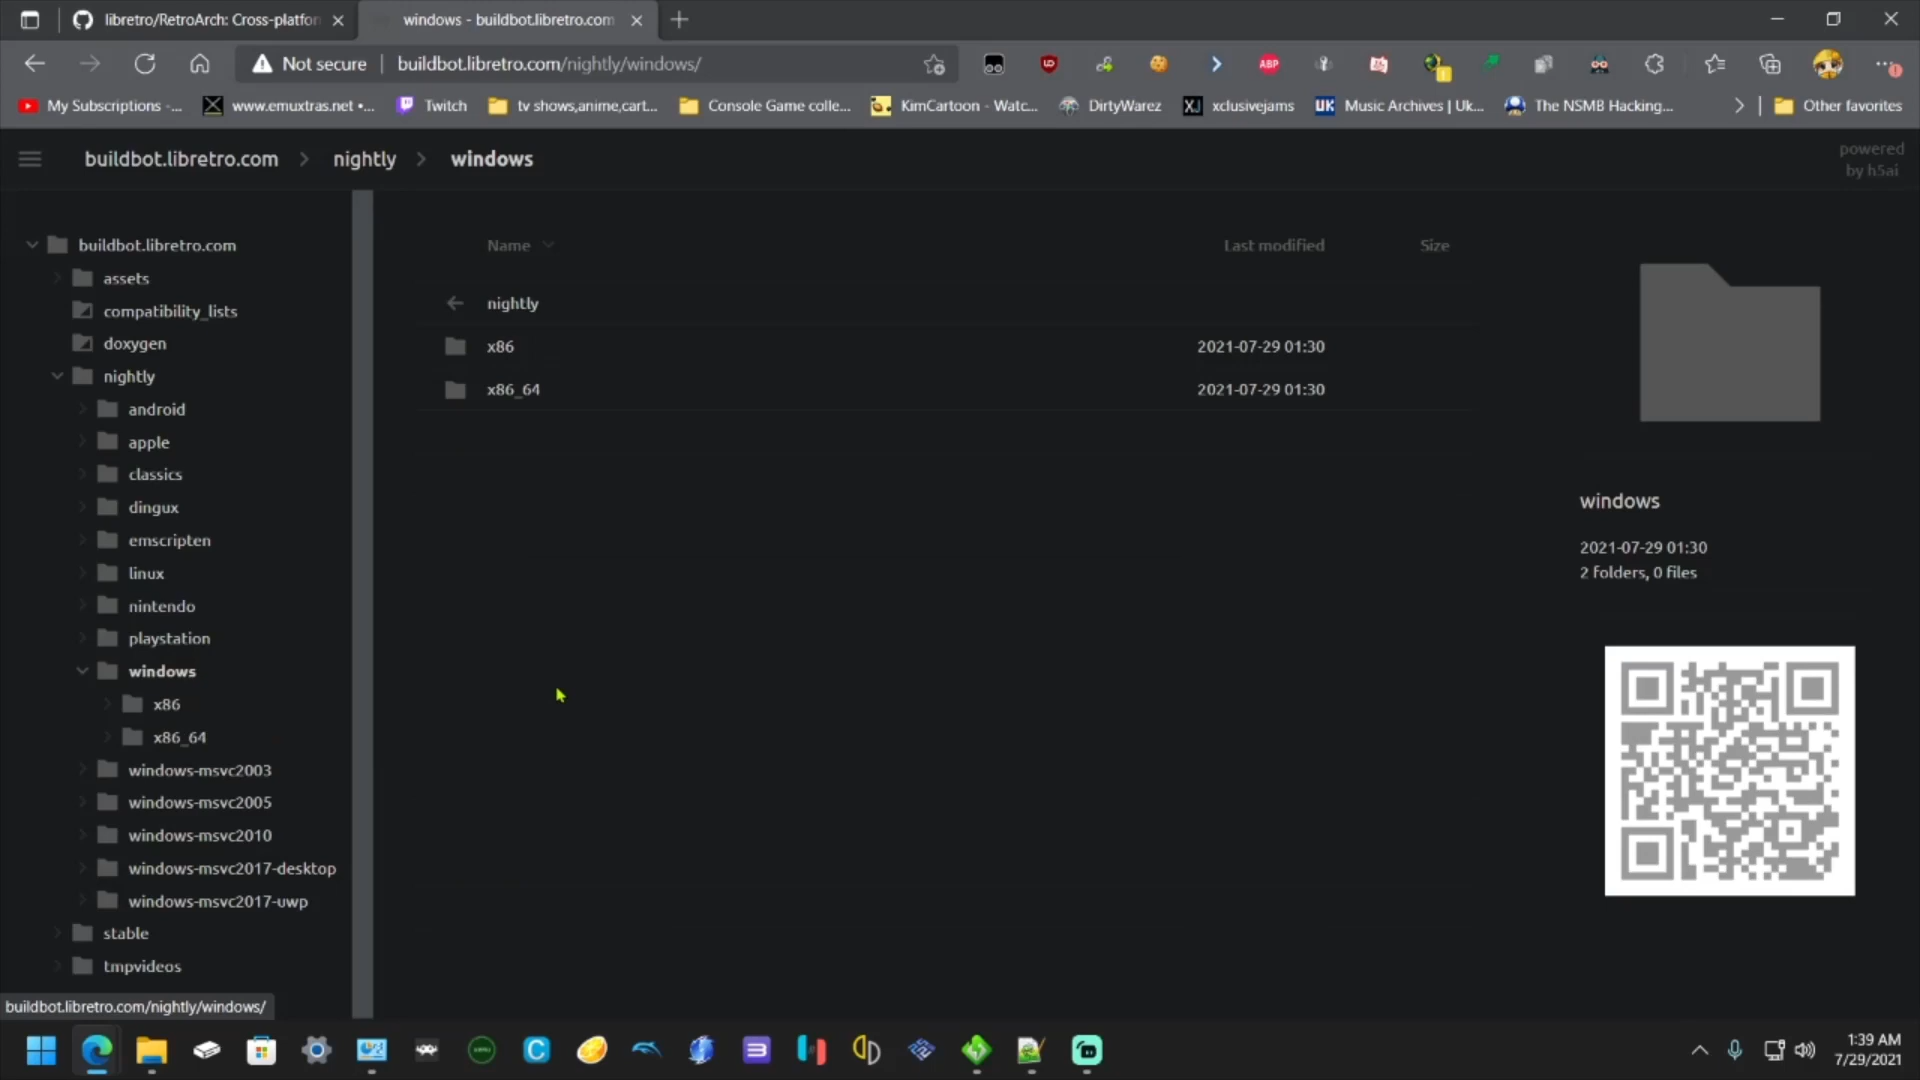 libretro/RetroArch: Cross-platfor
windows - buildbot.libretro.com
Not secure
buildbot.libretro.com/nightly/windows/
ABP
My Subscriptions - ...
www.emuxtras.net •...
Twitch
tv shows,anime,cart...
Console Game colle...
KimCartoon - Watc...
DirtyWarez
XJ
xclusivejams
UK
Music Archives | Uk...
The NSMB Hacking...
Other favorites
buildbot.libretro.com
nightly
windows
powered
by h5ai
buildbot.libretro.com
assets
compatibility_lists
doxygen
nightly
android
apple
classics
dingux
emscripten
linux
nintendo
playstation
windows
x86
x86_64
windows-msvc2003
windows-msvc2005
windows-msvc2010
windows-msvc2017-desktop
windows-msvc2017-uwp
stable
tmpvideos
Name
Last modified
Size
nightly
x86
2021-07-29 01:30
x86_64
2021-07-29 01:30
windows
2021-07-29 01:30
2 folders, 0 files
buildbot.libretro.com/nightly/windows/
1:39 AM
7/29/2021